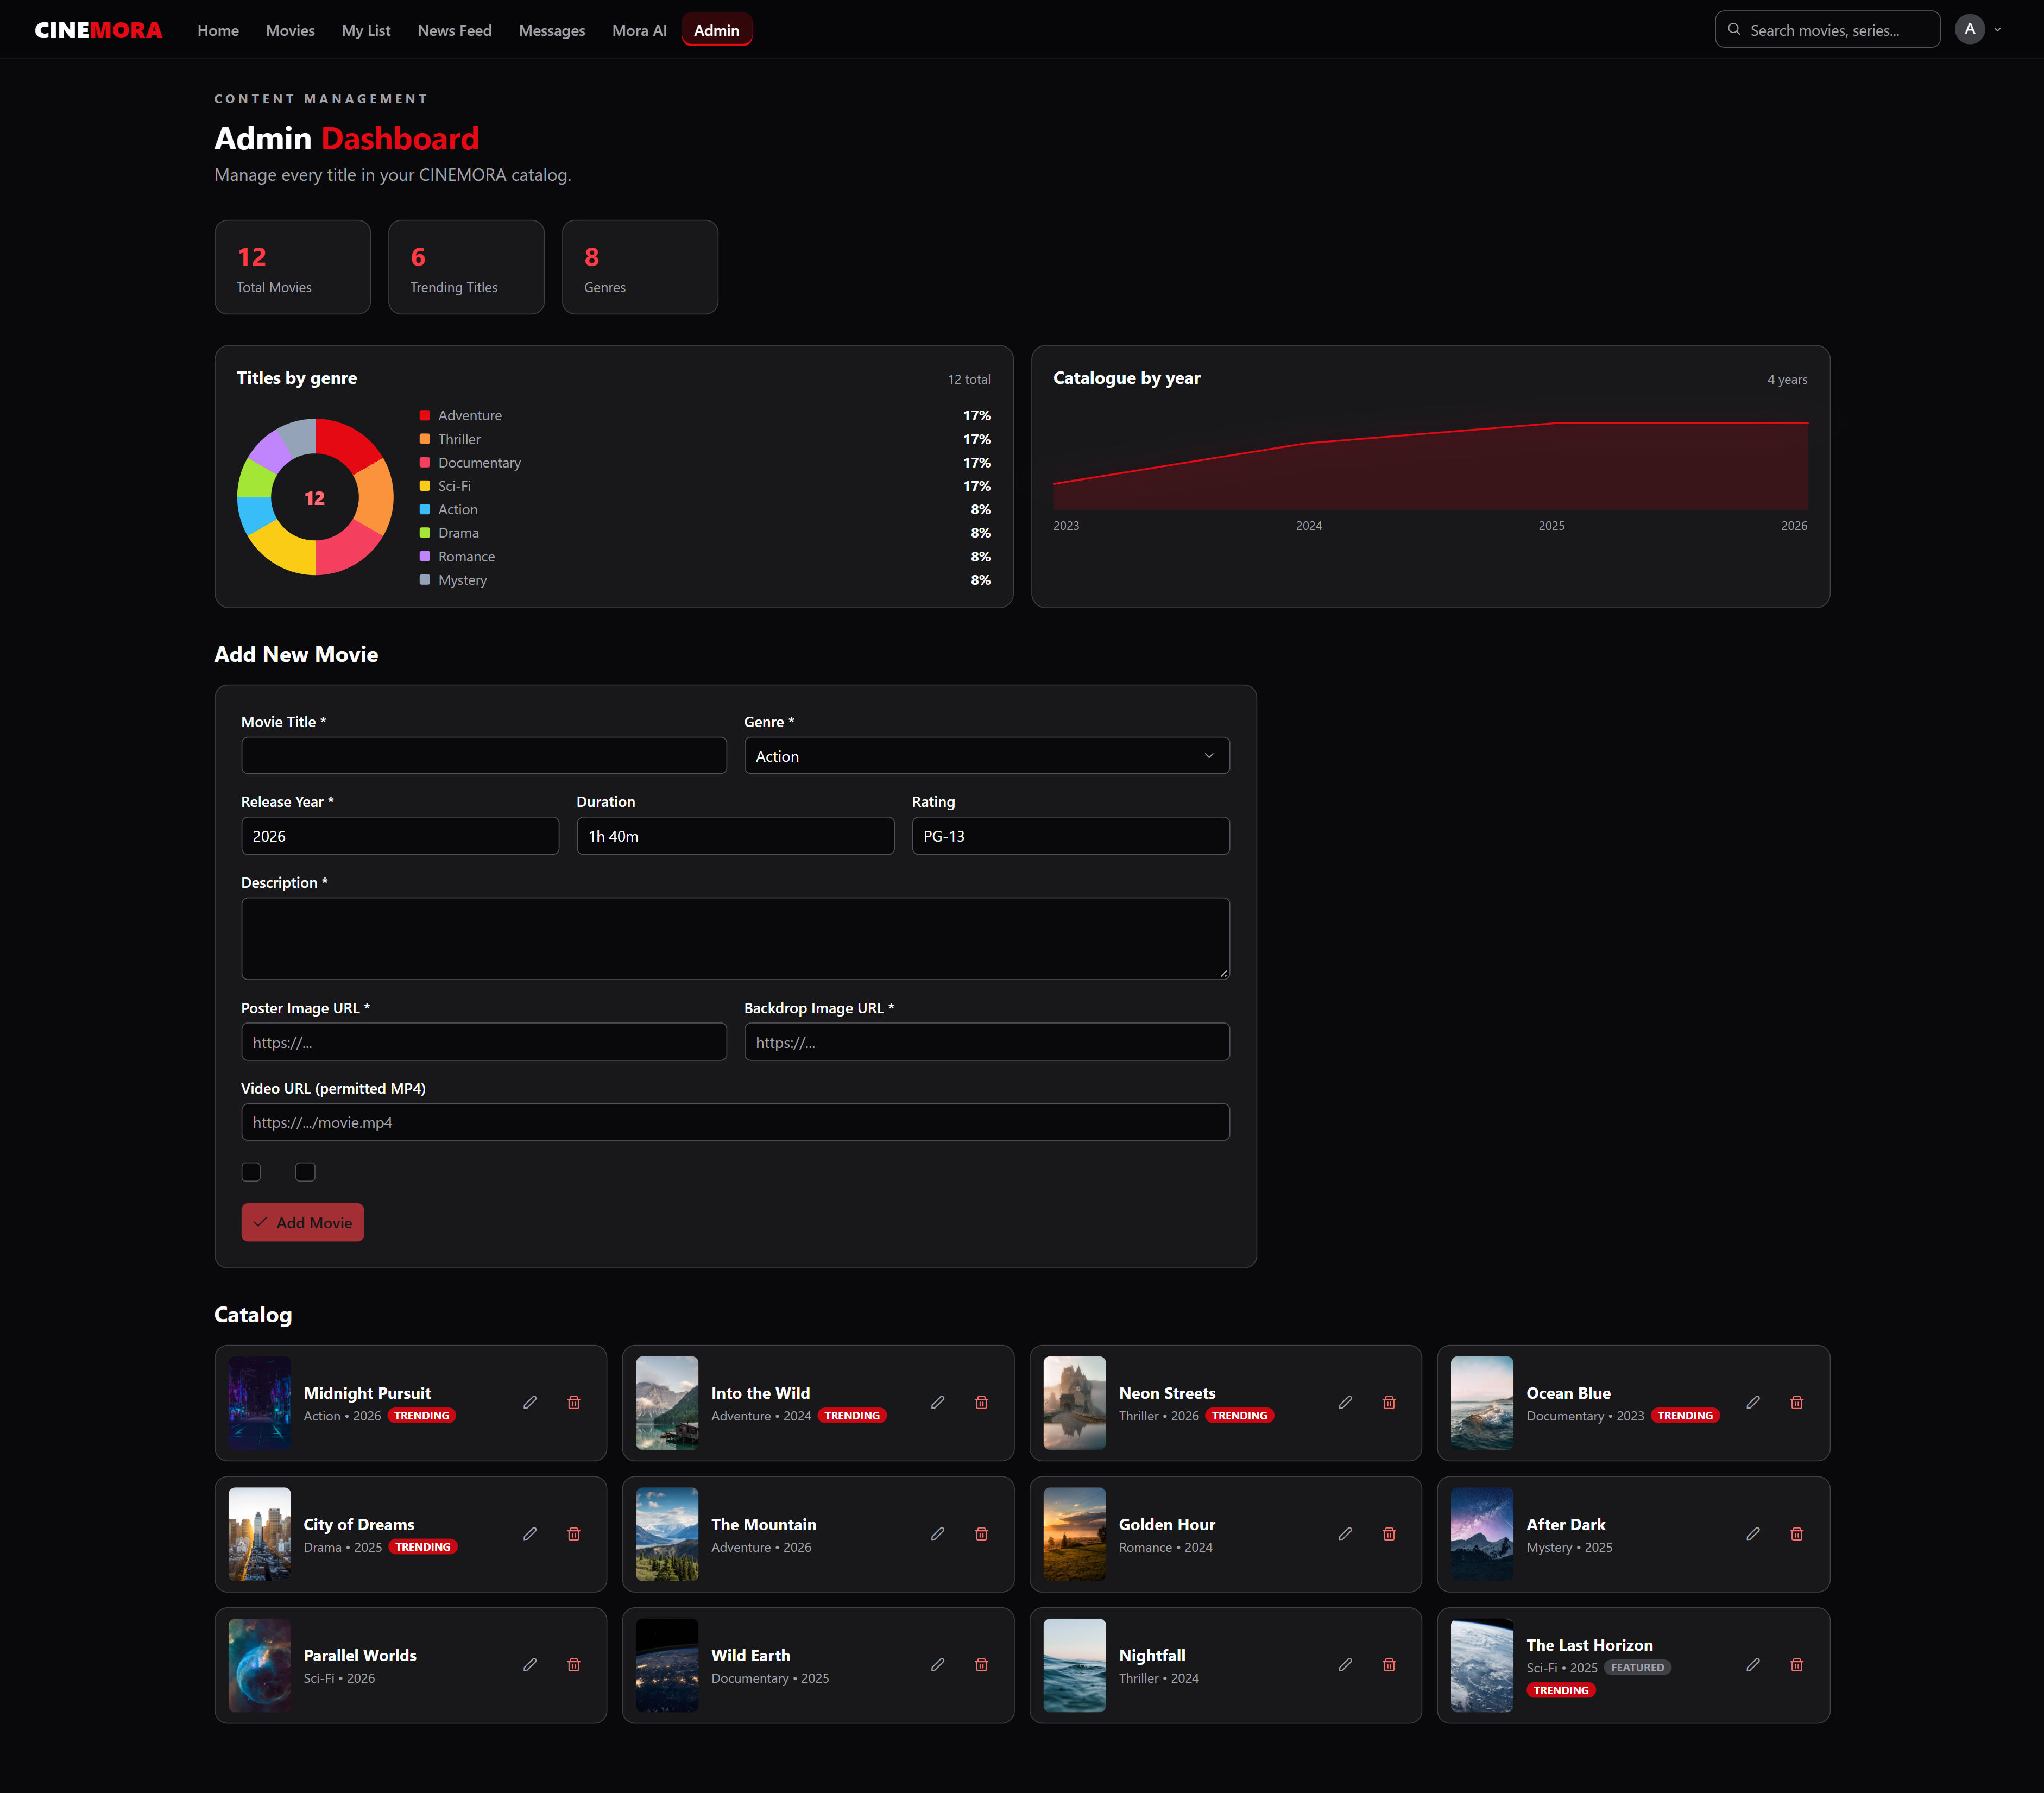 CINEMORA Home Movies My List News Feed Messages Mora AI Admin Search movies, series... A
CONTENT MANAGEMENT
Admin Dashboard
Manage every title in your CINEMORA catalog.
12 6 8
Total Movies Trending Titles Genres
Titles by genre 12 total
12
Adventure 17%
Thriller 17%
Documentary 17%
Sci-Fi 17%
Action 8%
Drama 8%
Romance 8%
Mystery 8%
Catalogue by year 4 years
2023 2024 2025 2026
Add New Movie
Movie Title * Genre *
Action
Release Year * Duration Rating
2026 1h 40m PG-13
Description *
Poster Image URL * Backdrop Image URL *
https://... https://...
Video URL (permitted MP4)
https://.../movie.mp4
Add Movie
Catalog
Midnight Pursuit
Action • 2026 TRENDING
Into the Wild
Adventure • 2024 TRENDING
Neon Streets
Thriller • 2026 TRENDING
Ocean Blue
Documentary • 2023 TRENDING
City of Dreams
Drama • 2025 TRENDING
The Mountain
Adventure • 2026
Golden Hour
Romance • 2024
After Dark
Mystery • 2025
Parallel Worlds
Sci-Fi • 2026
Wild Earth
Documentary • 2025
Nightfall
Thriller • 2024
The Last Horizon
Sci-Fi • 2025 FEATURED
TRENDING